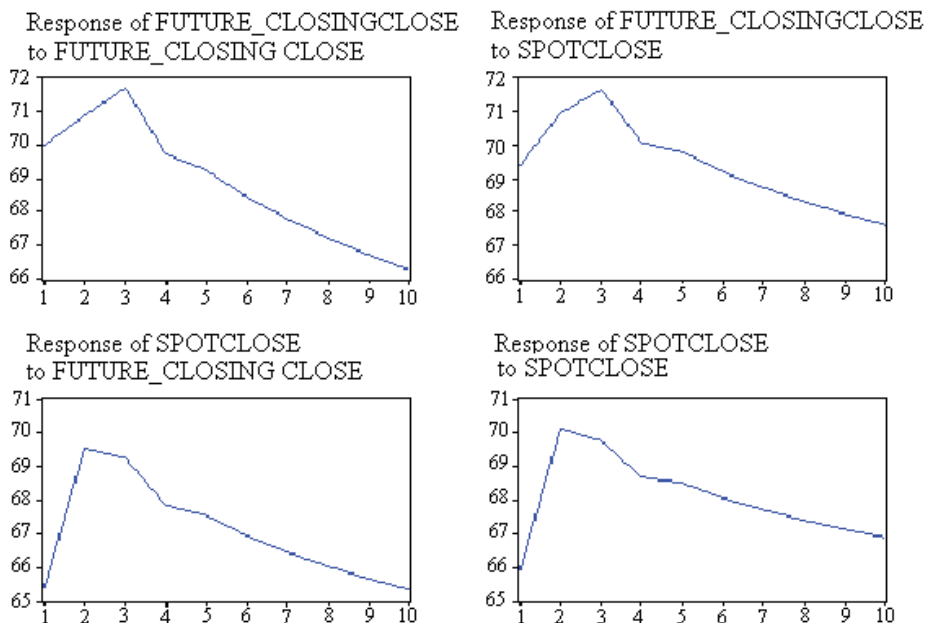 Response of FUTURE_CLOSINGCLOSE
to FUTURE_CLOSING CLOSE
72
71
70
69
68
67
66
1 2 3 4 5 6 7 8 9 10
Response of FUTURE_CLOSINGCLOSE
to SPOTCLOSE
72
71
70
69
68
67
66
1 2 3 4 5 6 7 8 9 10
Response of SPOTCLOSE
to FUTURE_CLOSING CLOSE
71
70
69
68
67
66
65
1 2 3 4 5 6 7 8 9 10
Response of SPOTCLOSE
to SPOTCLOSE
71
70
69
68
67
66
65
1 2 3 4 5 6 7 8 9 10